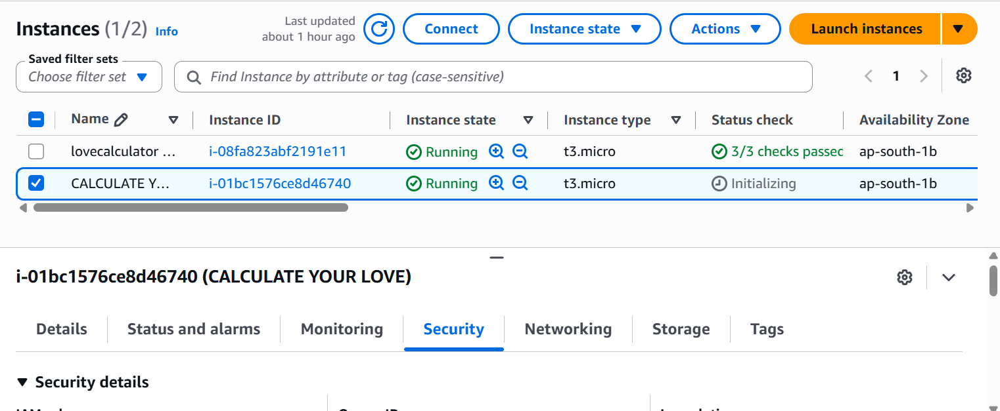 Instances (1/2) Info
Last updated
about 1 hour ago
Connect
Instance state
Actions
Launch instances
Saved filter sets
Choose filter set
Find Instance by attribute or tag (case-sensitive)
1
Name Instance ID Instance state Instance type Status check Availability Zone
lovecalculator ... i-08fa823abf2191e11 Running t3.micro 3/3 checks passed ap-south-1b
CALCULATE Y... i-01bc1576ce8d46740 Running t3.micro Initializing ap-south-1b
i-01bc1576ce8d46740 (CALCULATE YOUR LOVE)
Details Status and alarms Monitoring Security Networking Storage Tags
Security details